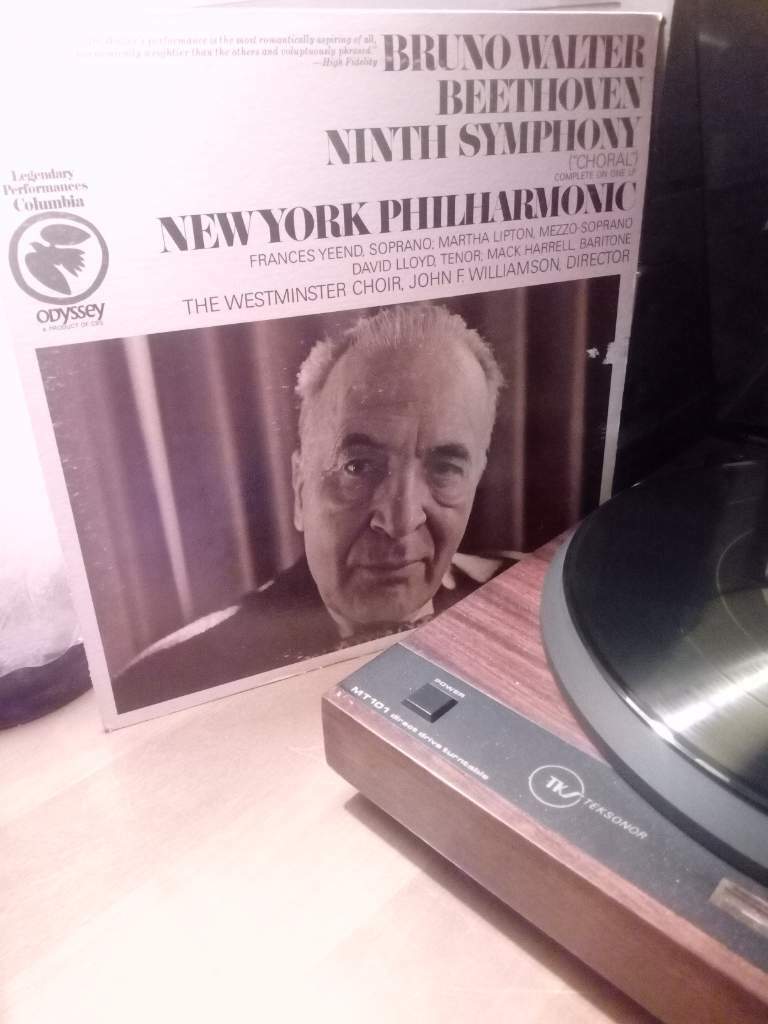 performance is the most romantically aspiring of all,
weightier than the others and voluptuously phrased."
—High Fidelity
BRUNO WALTER
BEETHOVEN
NINTH SYMPHONY
("CHORAL")
COMPLETE ON ONE LP
NEW YORK PHILHARMONIC
FRANCES YEEND, SOPRANO; MARTHA LIPTON, MEZZO-SOPRANO
DAVID LLOYD, TENOR; MACK HARRELL, BARITONE
THE WESTMINSTER CHOIR, JOHN F. WILLIAMSON, DIRECTOR
Legendary
Performances
Columbia
ODYSSEY
A PRODUCT OF CBS
POWER
MT101 direct drive turntable
TK TEKSONOR